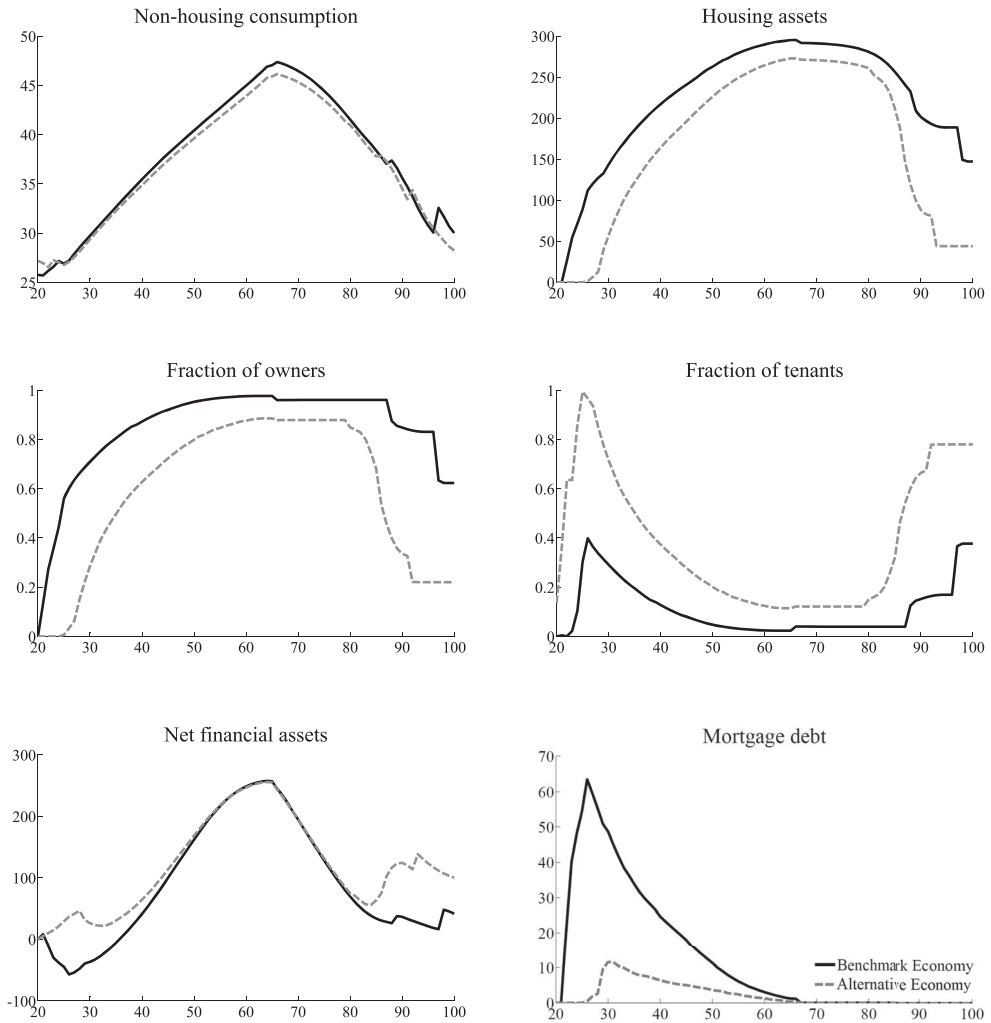 Non-housing consumption
50
45
40
35
30
25
20 30 40 50 60 70 80 90 100
Housing assets
300
250
200
150
100
50
0
20 30 40 50 60 70 80 90 100
Fraction of owners
1
0.8
0.6
0.4
0.2
0
20 30 40 50 60 70 80 90 100
Fraction of tenants
1
0.8
0.6
0.4
0.2
0
20 30 40 50 60 70 80 90 100
Net financial assets
300
200
100
0
-100
20 30 40 50 60 70 80 90 100
Mortgage debt
70
60
50
40
30
20
10
0
20 30 40 50 60 70 80 90 100
Benchmark Economy
Alternative Economy